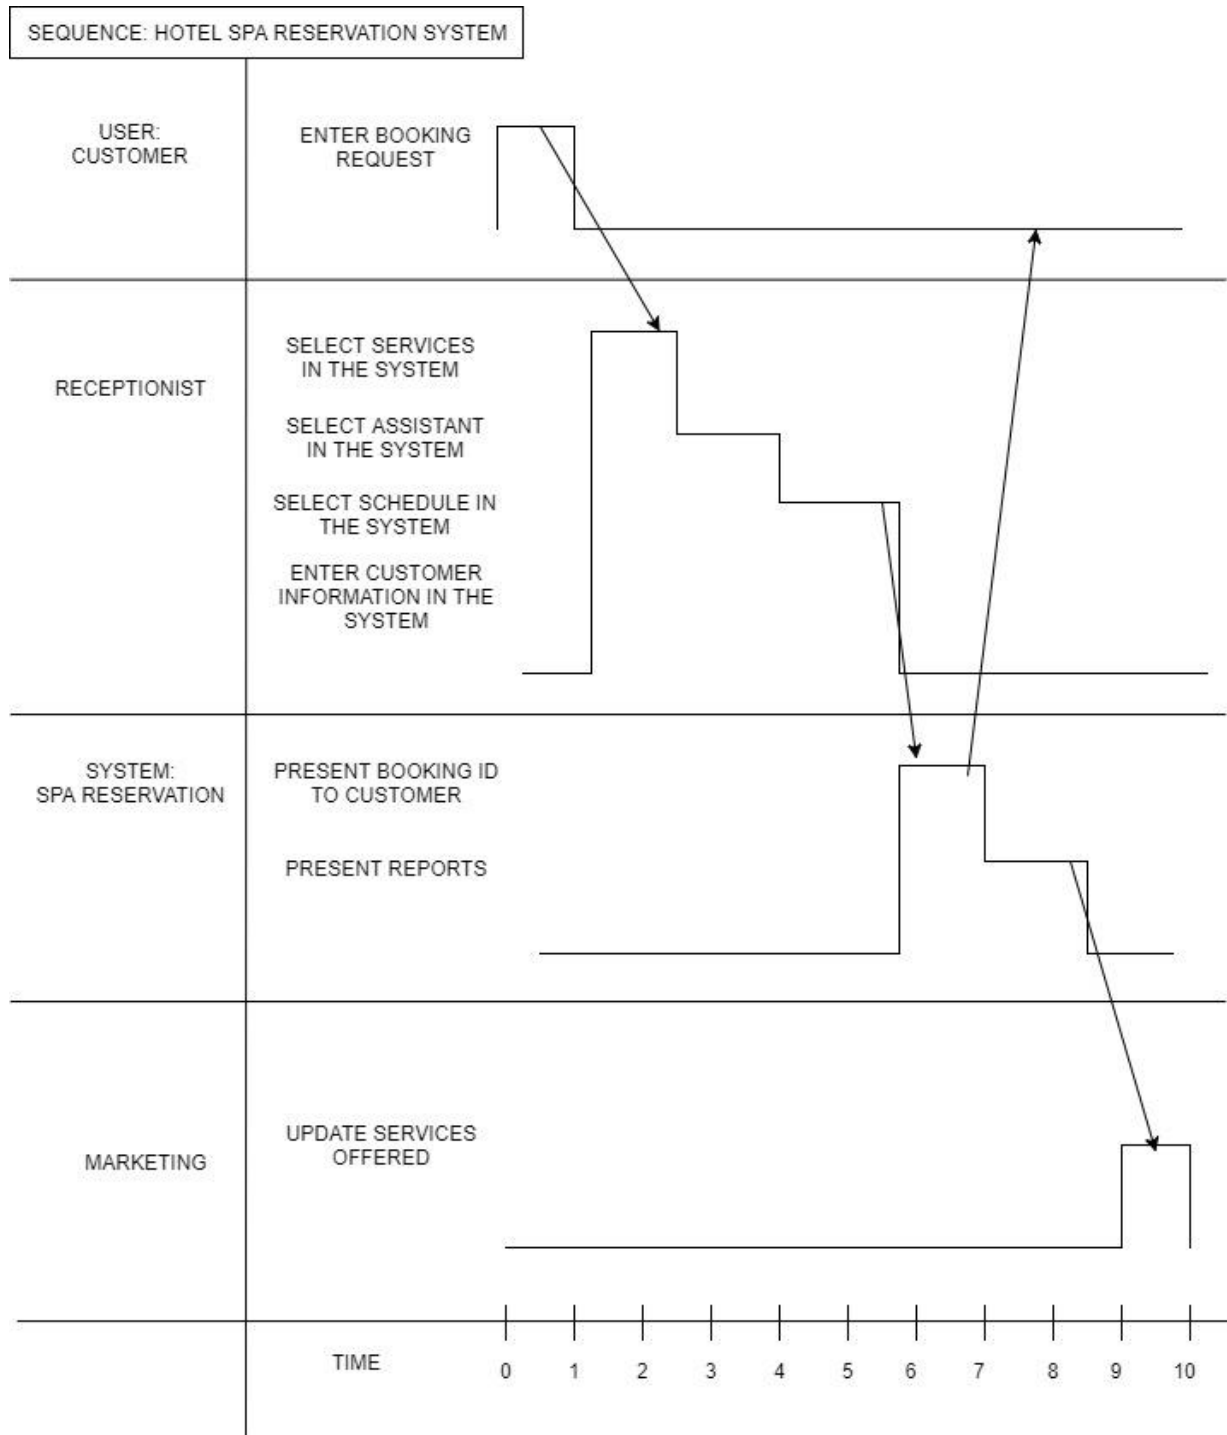 SEQUENCE: HOTEL SPA RESERVATION SYSTEM
USER:
CUSTOMER
ENTER BOOKING
REQUEST
RECEPTIONIST
SELECT SERVICES
IN THE SYSTEM
SELECT ASSISTANT
IN THE SYSTEM
SELECT SCHEDULE IN
THE SYSTEM
ENTER CUSTOMER
INFORMATION IN THE
SYSTEM
SYSTEM:
SPA RESERVATION
PRESENT BOOKING ID
TO CUSTOMER
PRESENT REPORTS
MARKETING
UPDATE SERVICES
OFFERED
TIME
0 1 2 3 4 5 6 7 8 9 10